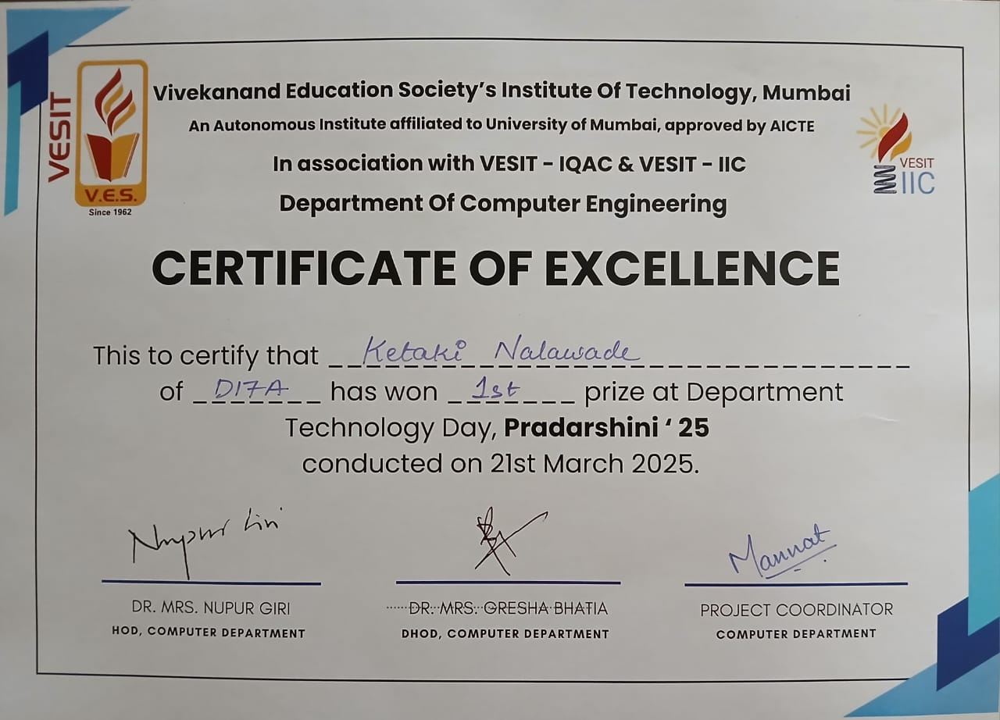 VESIT
V.E.S.
Since 1962
Vivekanand Education Society’s Institute Of Technology, Mumbai
An Autonomous Institute affiliated to University of Mumbai, approved by AICTE
In association with VESIT - IQAC & VESIT - IIC
Department Of Computer Engineering
VESIT
IIC
CERTIFICATE OF EXCELLENCE
This to certify that Ketaki Nalawade
of D17A has won 1st prize at Department
Technology Day, Pradarshini ‘ 25
conducted on 21st March 2025.
Nupur Giri
Mannat
DR. MRS. NUPUR GIRI
HOD, COMPUTER DEPARTMENT
DR. MRS. GRESHA BHATIA
DHOD, COMPUTER DEPARTMENT
PROJECT COORDINATOR
COMPUTER DEPARTMENT